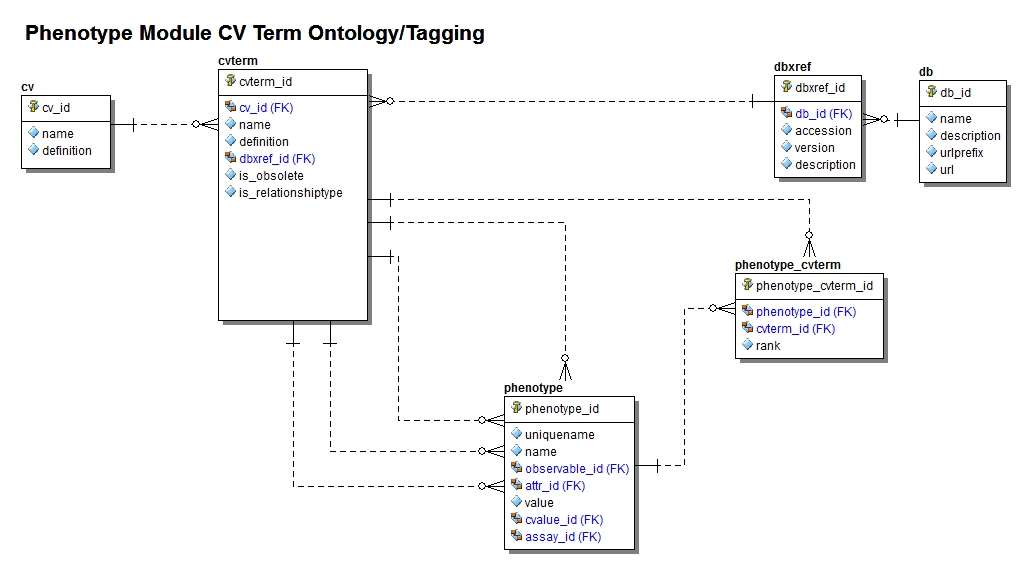 Phenotype Module CV Term Ontology/Tagging
cv
cv_id
name
definition
cvterm
cvterm_id
cv_id (FK)
name
definition
dbxref_id (FK)
is_obsolete
is_relationshiptype
dbxref
dbxref_id
db_id (FK)
accession
version
description
db
db_id
name
description
urlprefix
url
phenotype_cvterm
phenotype_cvterm_id
phenotype_id (FK)
cvterm_id (FK)
rank
phenotype
phenotype_id
uniquename
name
observable_id (FK)
attr_id (FK)
value
cvalue_id (FK)
assay_id (FK)